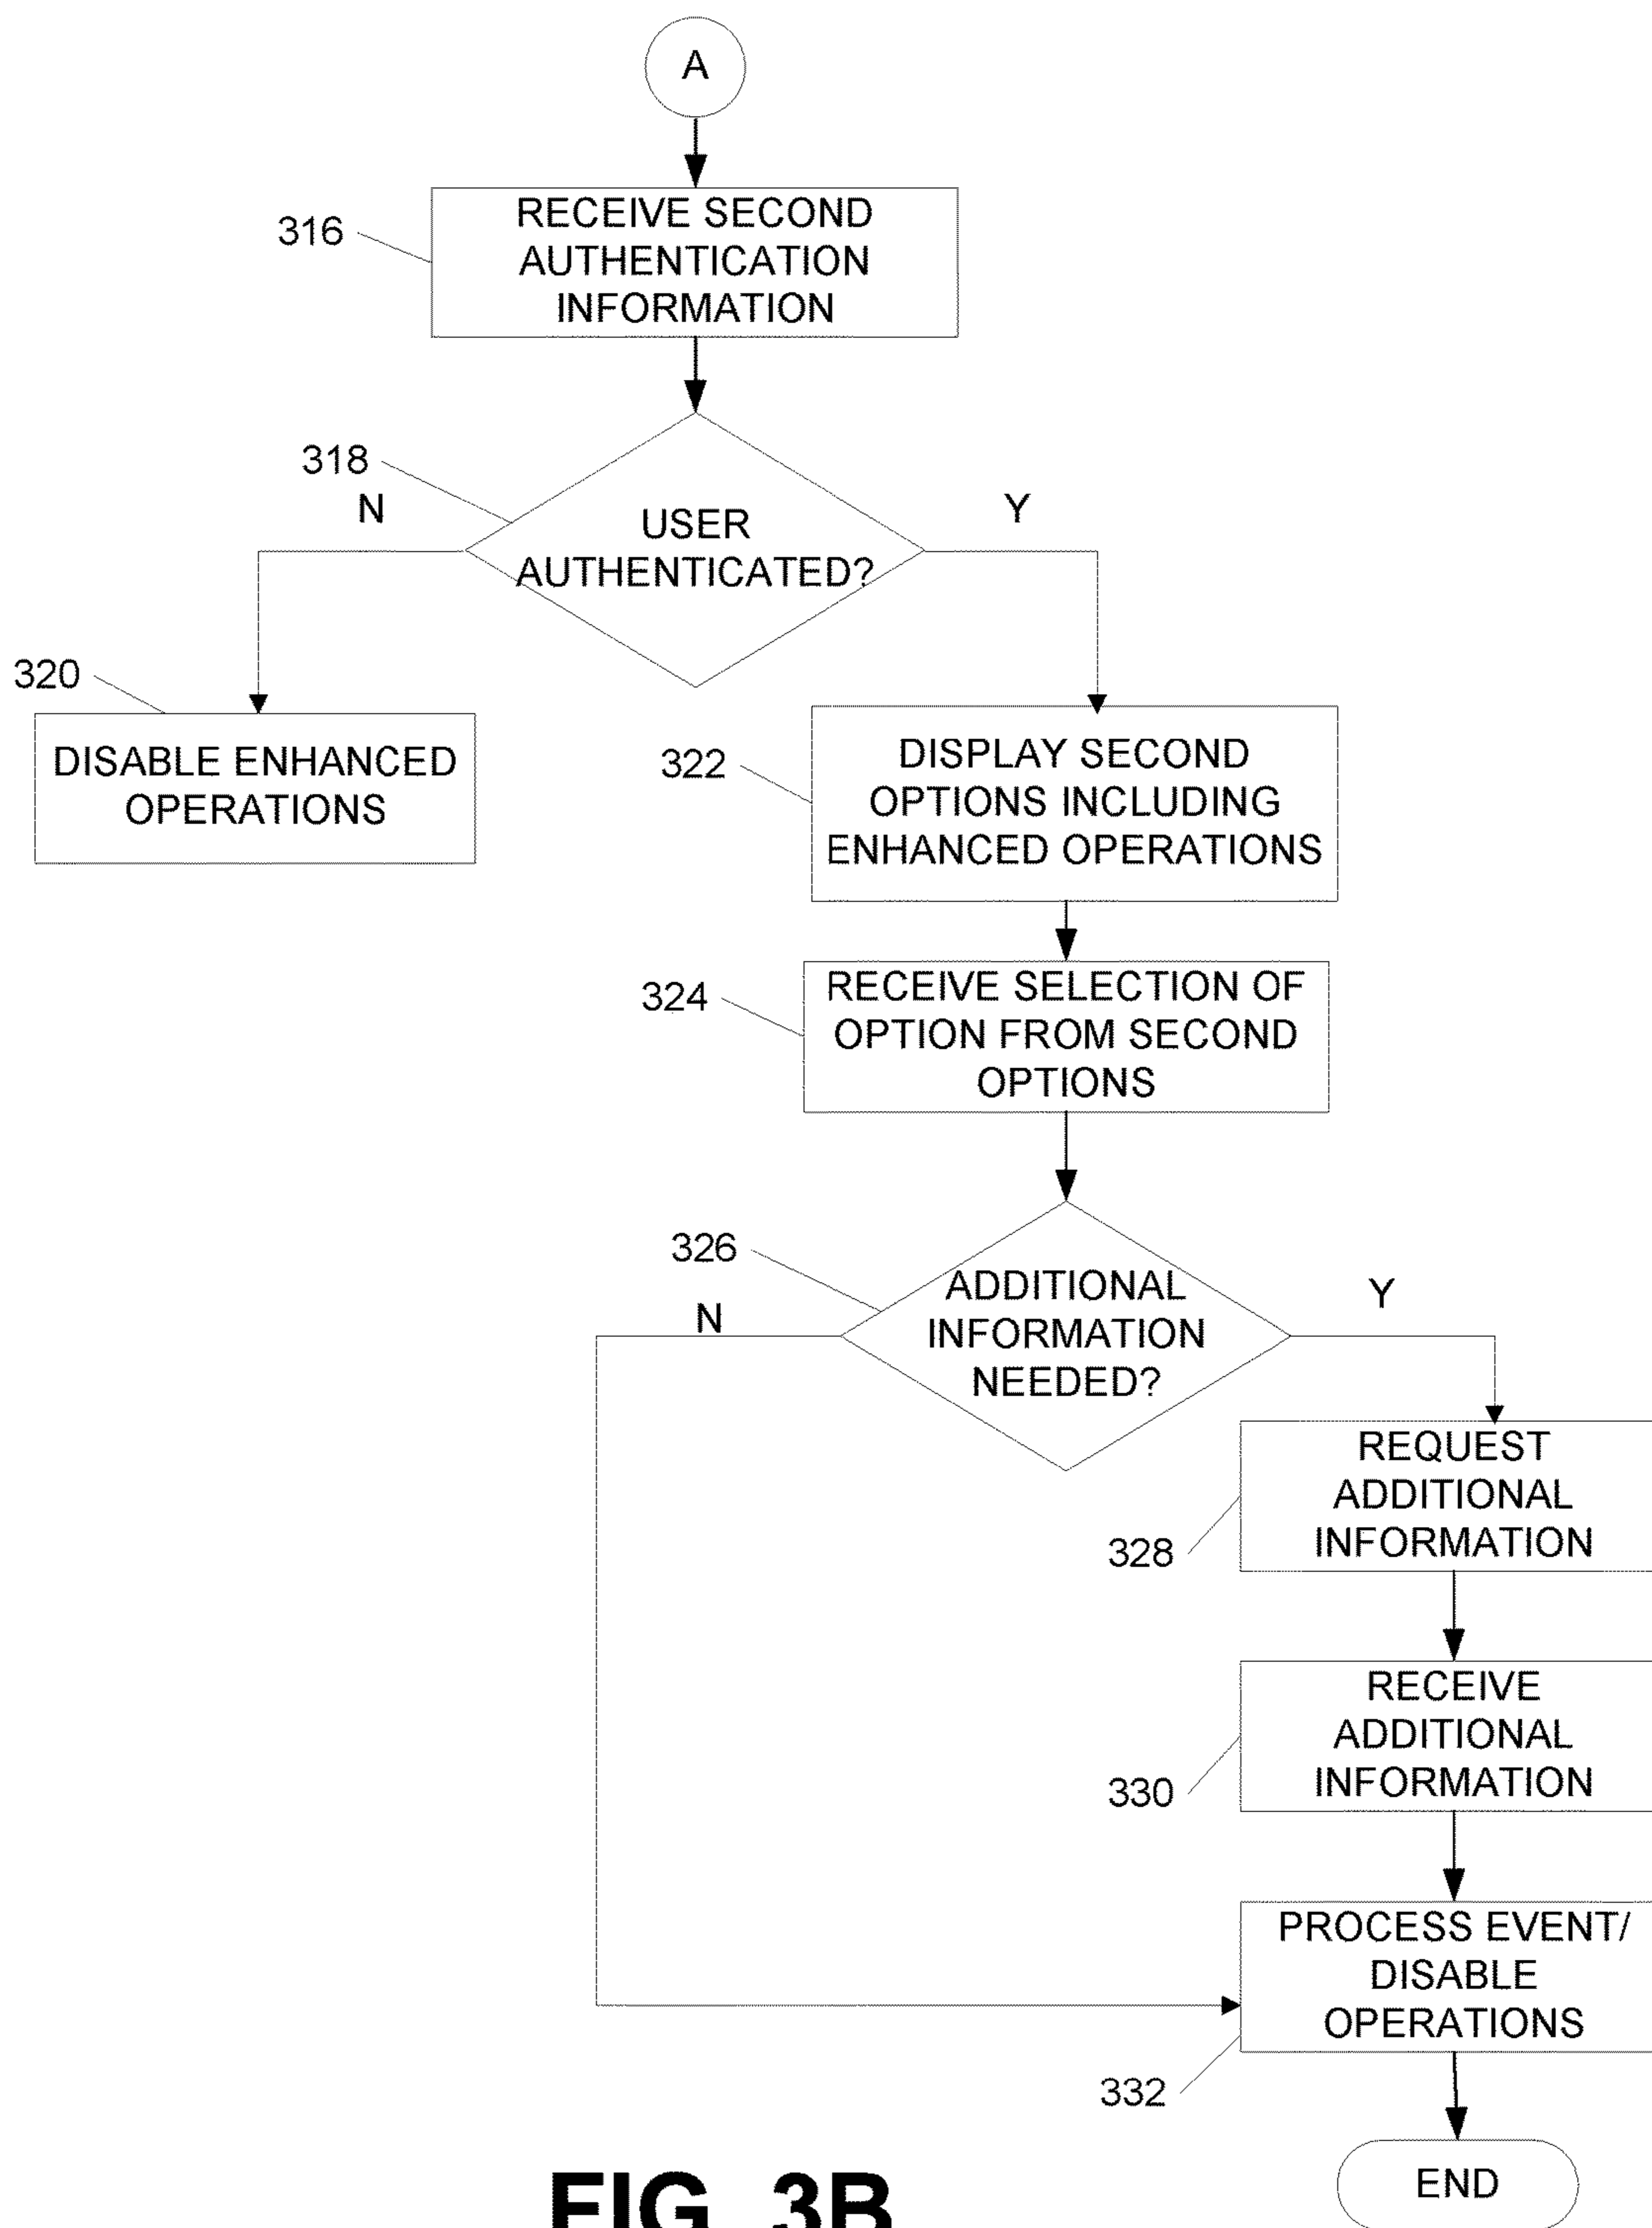 A
316
RECEIVE SECOND
AUTHENTICATION
INFORMATION
318
N
Y
USER
AUTHENTICATED?
320
DISABLE ENHANCED
OPERATIONS
322
DISPLAY SECOND
OPTIONS INCLUDING
ENHANCED OPERATIONS
324
RECEIVE SELECTION OF
OPTION FROM SECOND
OPTIONS
326
N
Y
ADDITIONAL
INFORMATION
NEEDED?
328
REQUEST
ADDITIONAL
INFORMATION
330
RECEIVE
ADDITIONAL
INFORMATION
PROCESS EVENT/
DISABLE
OPERATIONS
332
END
FIG. 3B